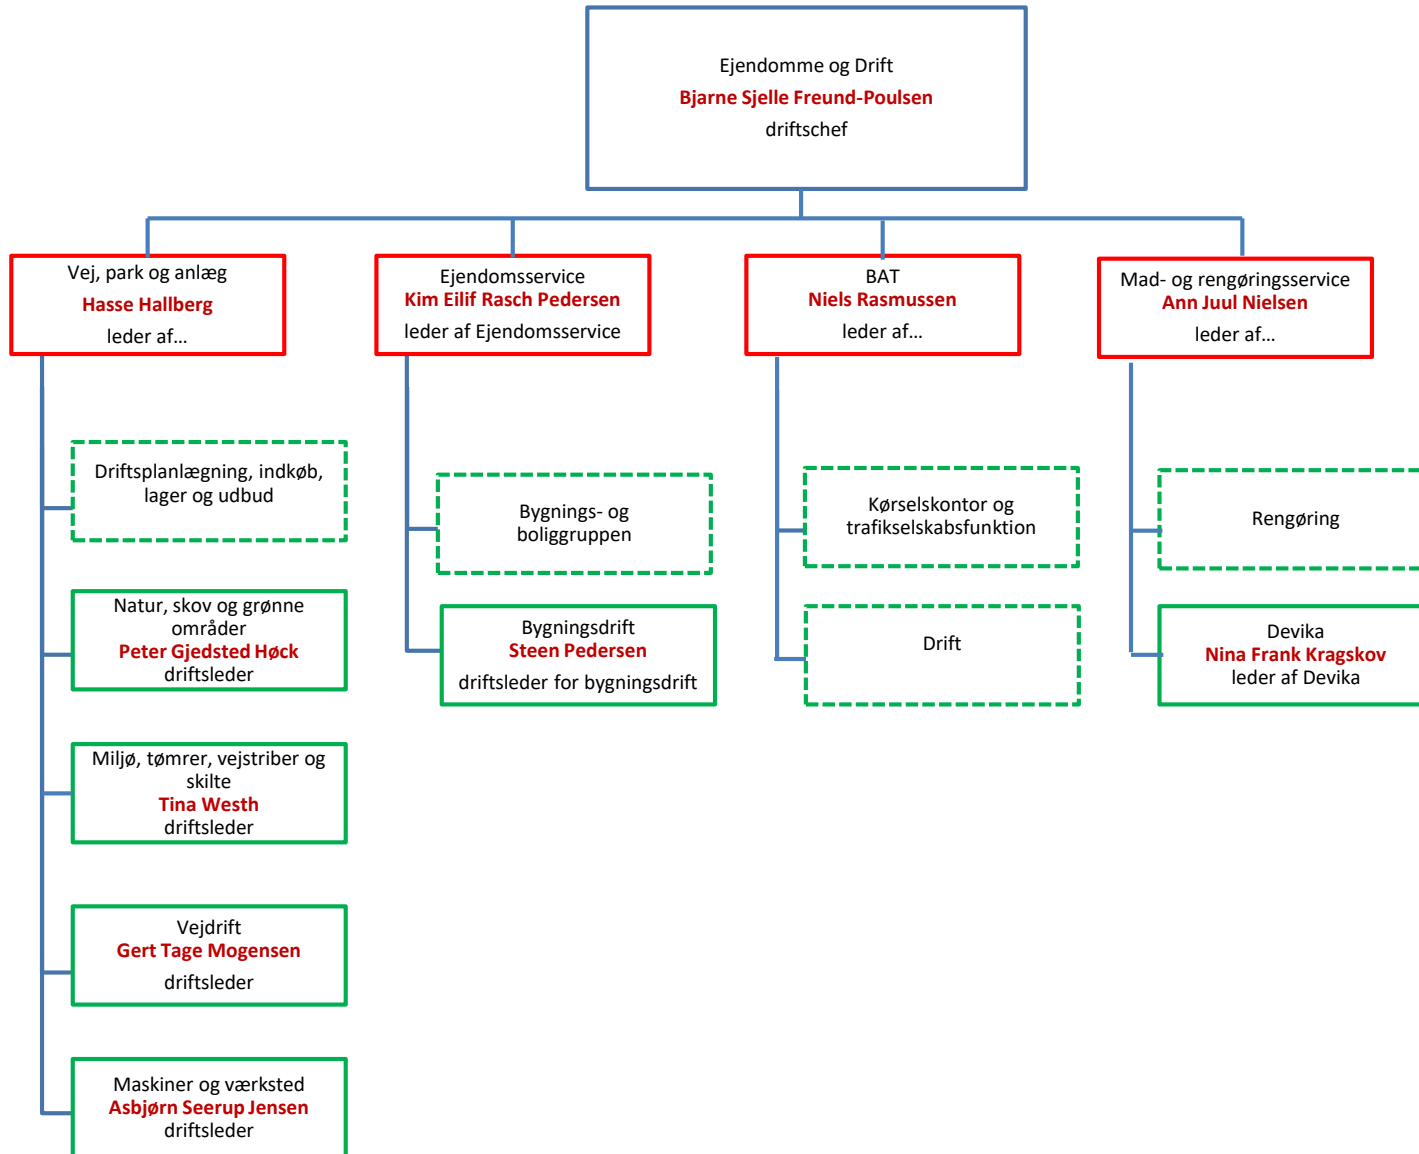 Ejendomme og Drift
Bjarne Sjelle Freund-Poulsen
driftschef
Vej, park og anlæg
Hasse Hallberg
leder af...
Ejendomsservice
Kim Eilif Rasch Pedersen
leder af Ejendomsservice
BAT
Niels Rasmussen
leder af...
Mad- og rengøringsservice
Ann Juul Nielsen
leder af...
Driftsplanlægning, indkøb,
lager og udbud
Natur, skov og grønne
områder
Peter Gjedsted Høck
driftsleder
Miljø, tømrer, vejstriber og
skilte
Tina Westh
driftsleder
Vejdrift
Gert Tage Mogensen
driftsleder
Maskiner og værksted
Asbjørn Seerup Jensen
driftsleder
Bygnings- og
boliggruppen
Bygningsdrift
Steen Pedersen
driftsleder for bygningsdrift
Kørselskontor og
trafikselskabsfunktion
Drift
Rengøring
Devika
Nina Frank Kragskov
leder af Devika